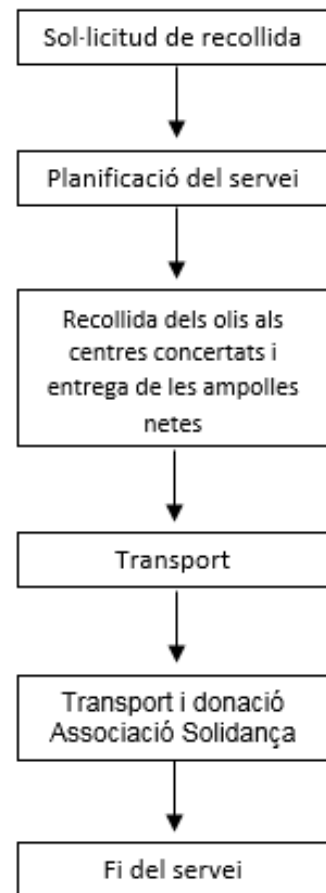 Sol·licitud de recollida
Planificació del servei
Recollida dels olis als
centres concertats i
entrega de les ampolles
netes
Transport
Transport i donació
Associació Solidança
Fi del servei